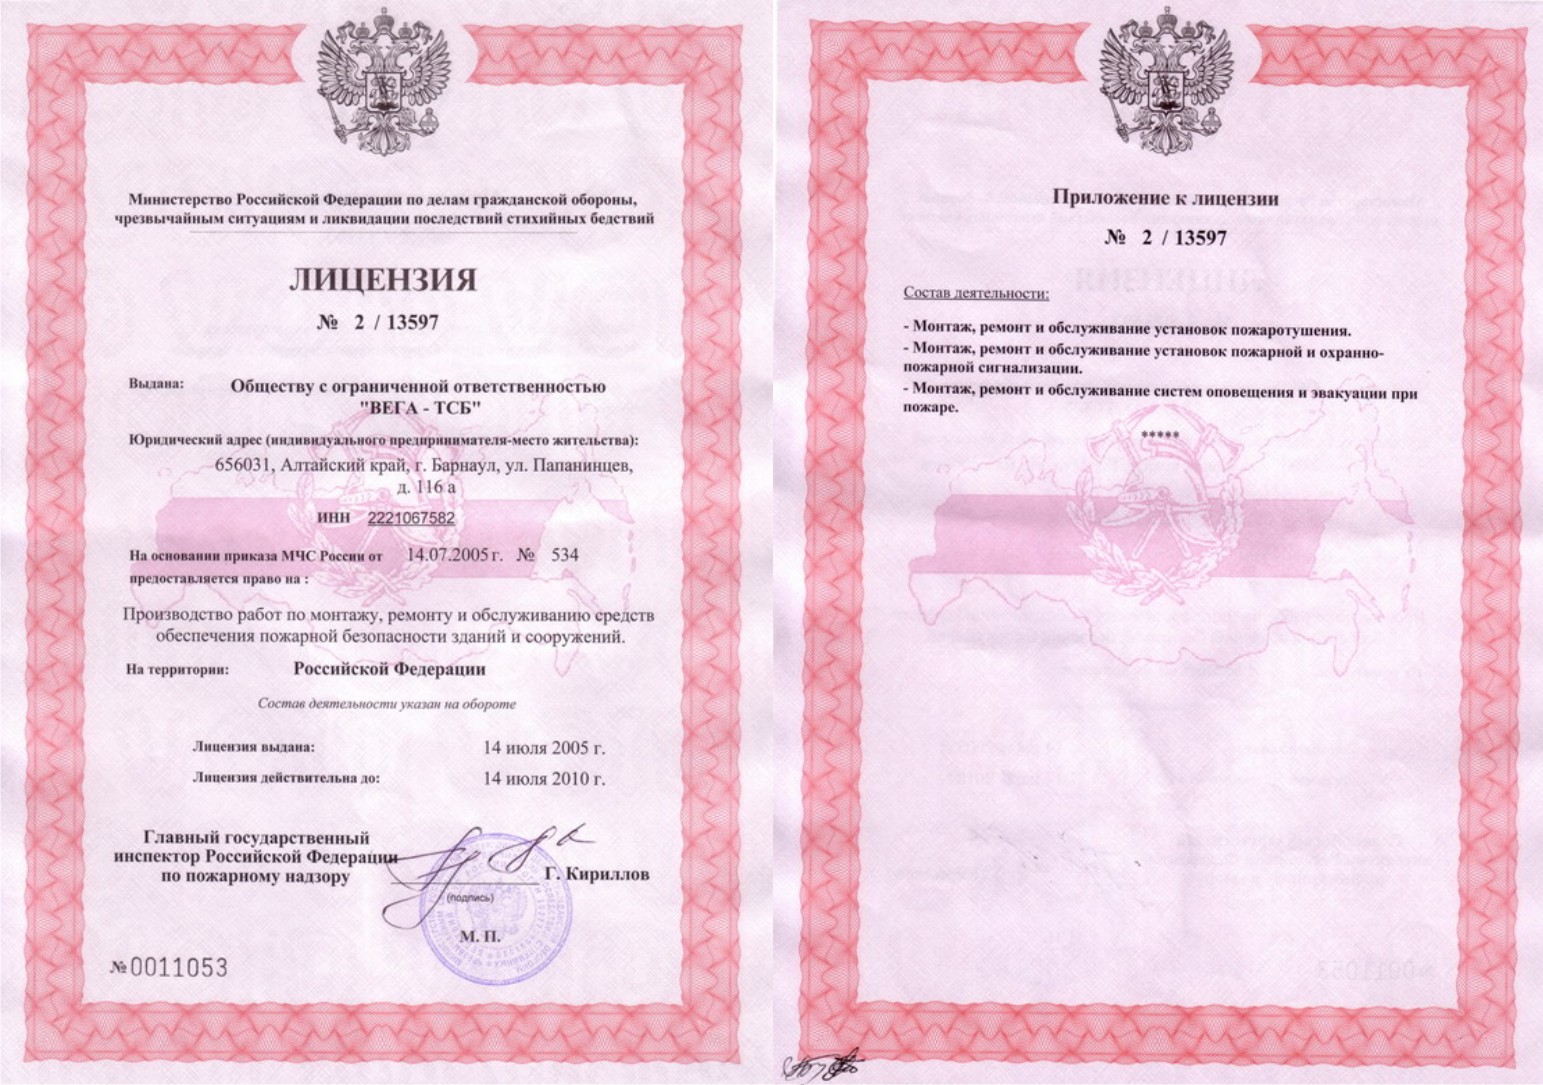 Министерство Российской Федерации по делам гражданской обороны,
чрезвычайным ситуациям и ликвидации последствий стихийных бедствий
ЛИЦЕНЗИЯ
№ 2 / 13597
Выдана: Обществу с ограниченной ответственностью
"ВЕГА - ТСБ"
Юридический адрес (индивидуального предпринимателя-место жительства):
656031, Алтайский край, г. Барнаул, ул. Папанинцев,
д. 116 а
ИНН 2221067582
На основании приказа МЧС России от 14.07.2005 г. № 534
предоставляется право на :
Производство работ по монтажу, ремонту и обслуживанию средств
обеспечения пожарной безопасности зданий и сооружений.
На территории: Российской Федерации
Состав деятельности указан на обороте
Лицензия выдана: 14 июля 2005 г.
Лицензия действительна до: 14 июля 2010 г.
Главный государственный
инспектор Российской Федерации
по пожарному надзору
Г. Кириллов
(подпись)
М. П.
№ 0011053
Приложение к лицензии
№ 2 / 13597
Состав деятельности:
- Монтаж, ремонт и обслуживание установок пожаротушения.
- Монтаж, ремонт и обслуживание установок пожарной и охранно-
пожарной сигнализации.
- Монтаж, ремонт и обслуживание систем оповещения и эвакуации при
пожаре.
*****